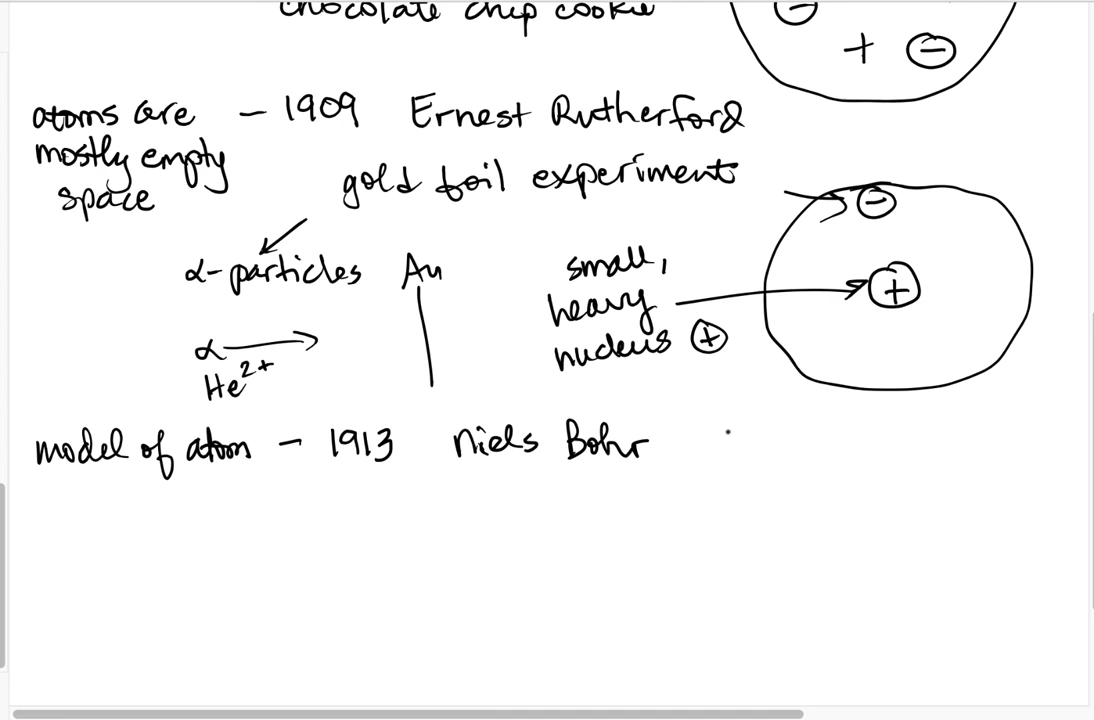 chocolate chip cookie
+ ⊖
atoms are - 1909 Ernest Rutherford
mostly empty
space
gold foil experiment
⊖
α-particles Au
small,
heavy
nucleus ⊕
⊕
α
He²⁺
model of atom - 1913 Niels Bohr